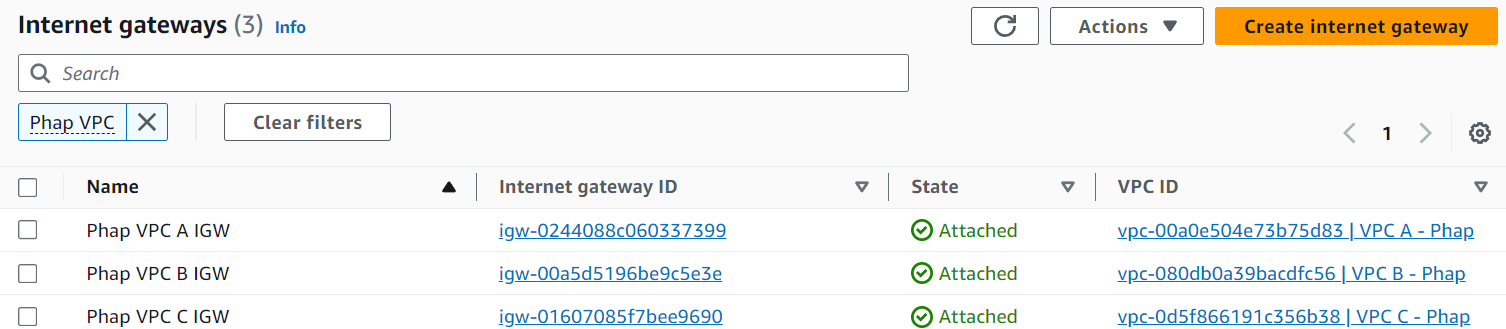 Internet gateways (3) Info Actions Create internet gateway
Search
Phap VPC Clear filters
1
Name Internet gateway ID State VPC ID
Phap VPC A IGW igw-0244088c060337399 Attached vpc-00a0e504e73b75d83 | VPC A - Phap
Phap VPC B IGW igw-00a5d5196be9c5e3e Attached vpc-080db0a39bacdfc56 | VPC B - Phap
Phap VPC C IGW igw-01607085f7bee9690 Attached vpc-0d5f866191c356b38 | VPC C - Phap